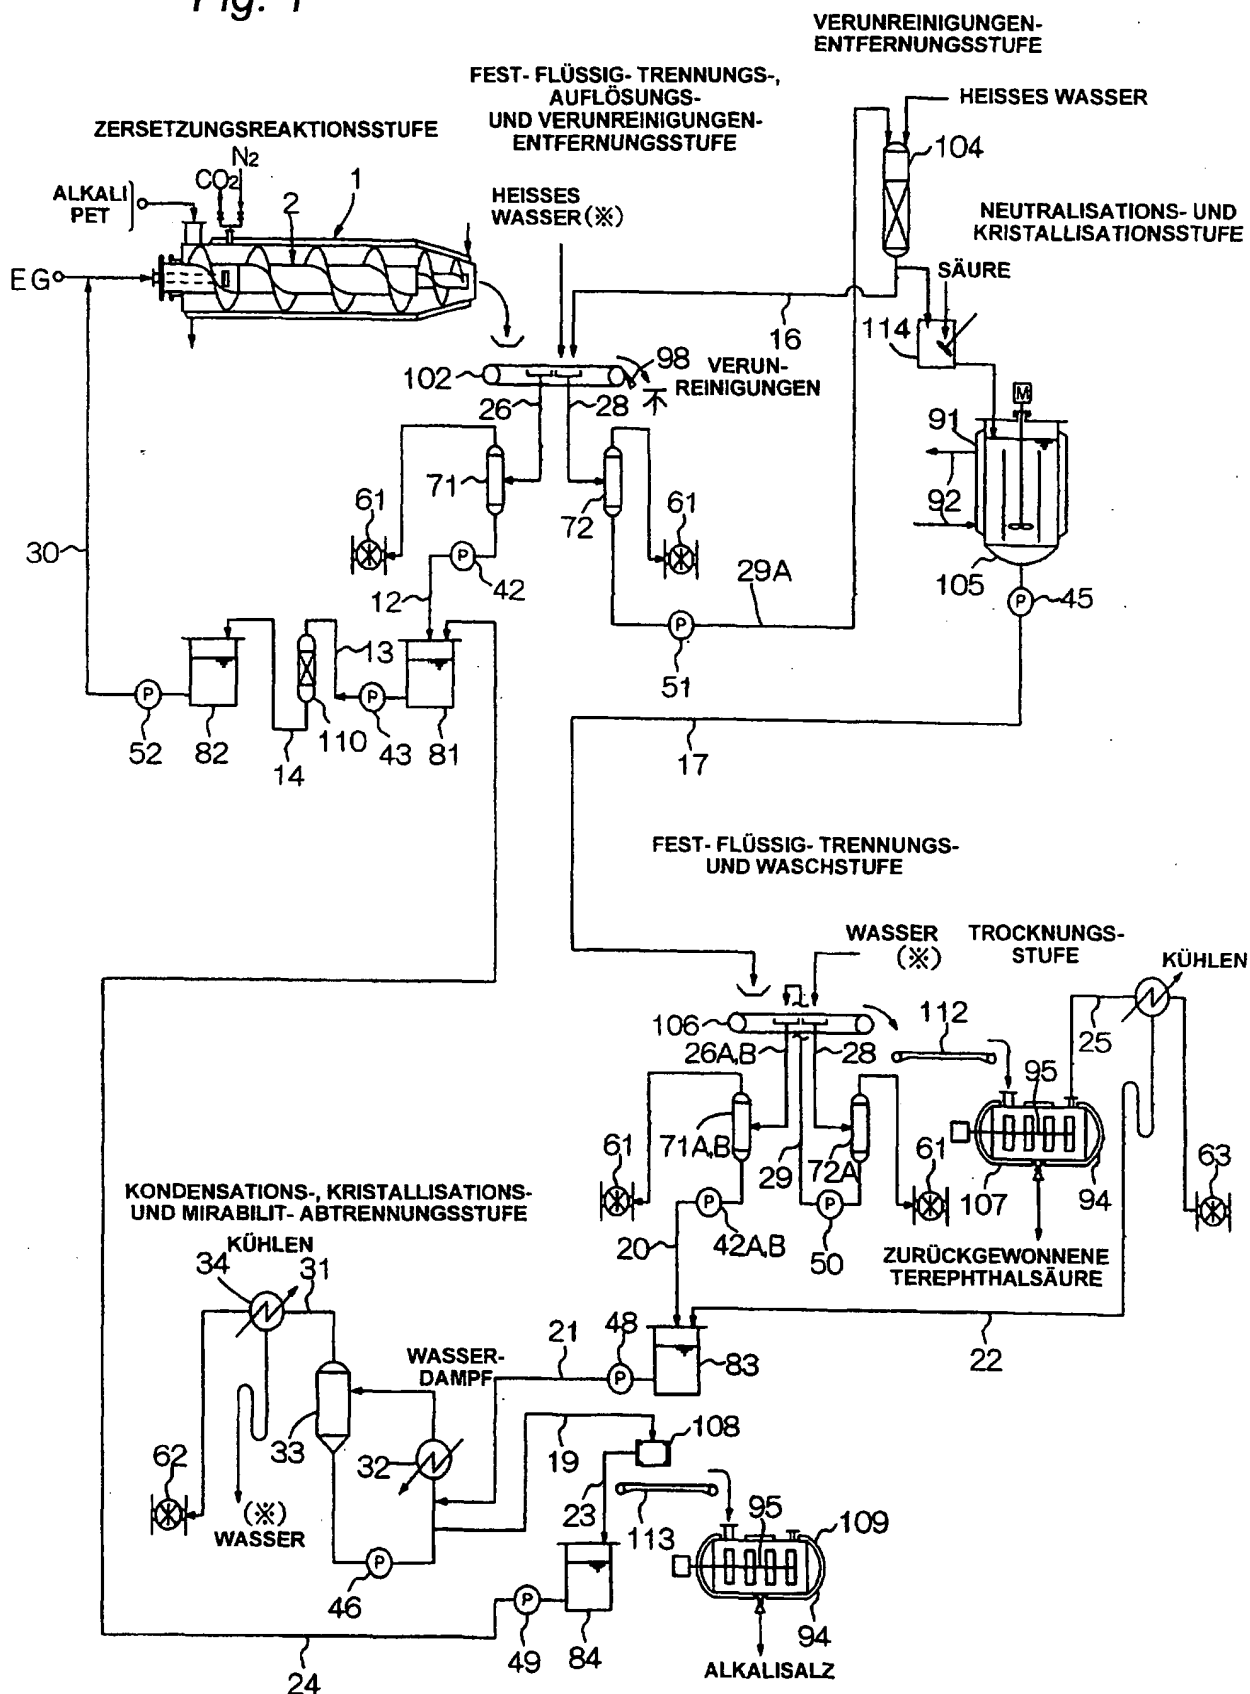 Fig. 1
VERUNREINIGUNGEN-
ENTFERNUNGSSTUFE
FEST- FLÜSSIG- TRENNUNGS-,
AUFLÖSUNGS-
UND VERUNREINIGUNGEN-
ENTFERNUNGSSTUFE
HEISSES WASSER
ZERSETZUNGSREAKTIONSSTUFE
104
N2
CO2
1
2
ALKALI
PET
HEISSES
WASSER(※)
NEUTRALISATIONS- UND
KRISTALLISATIONSSTUFE
EG
SÄURE
16
114
102
98
VERUN-
REINIGUNGEN
26
28
M
91
71
72
61
61
92
30
P
42
12
29A
105
P
45
13
P
51
P
52
82
14
110
P
43
81
17
FEST- FLÜSSIG- TRENNUNGS-
UND WASCHSTUFE
WASSER
(※)
TROCKNUNGS-
STUFE
KÜHLEN
106
112
25
26A,B
28
95
71A,B
72A
61
29
61
63
107
94
KONDENSATIONS-, KRISTALLISATIONS-
UND MIRABILIT- ABTRENNUNGSSTUFE
P
P
20
42A,B
50
ZURÜCKGEWONNENE
TEREPHTHALSÄURE
KÜHLEN
34
31
21
48
P
83
22
WASSER-
DAMPF
33
32
19
108
62
(※)
WASSER
23
113
95
109
P
46
P
49
84
94
24
ALKALISALZ